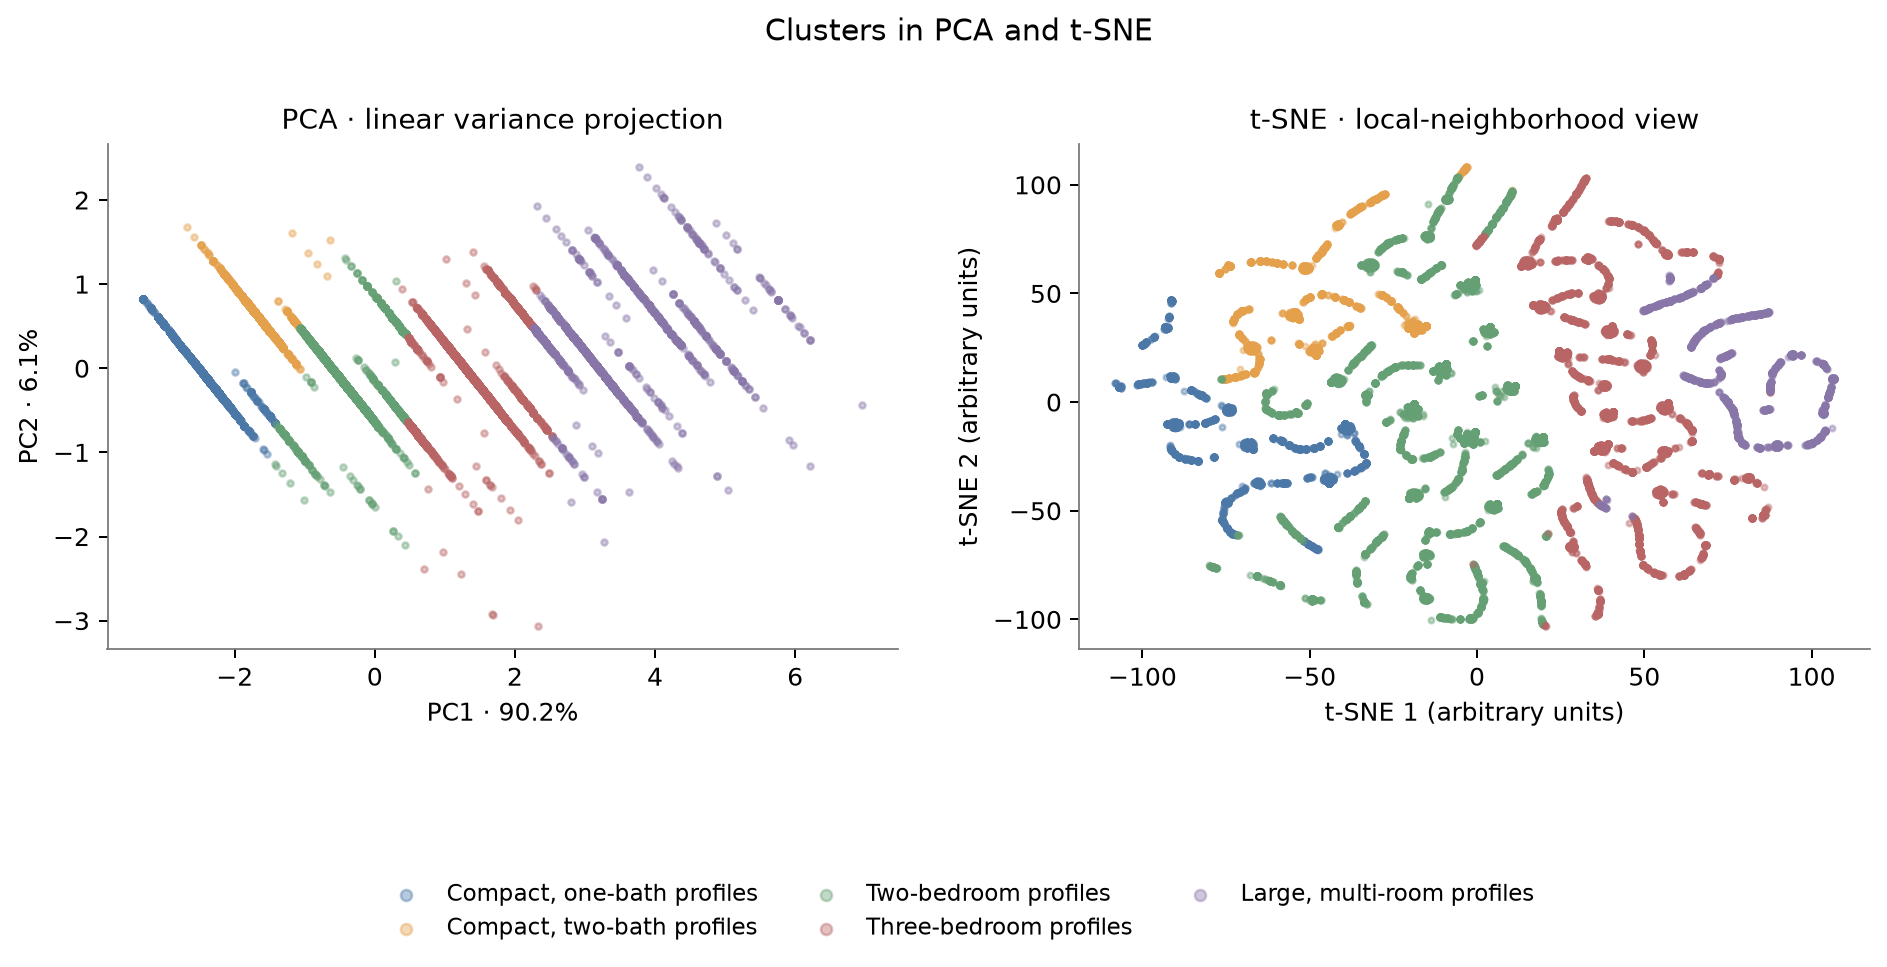 Clusters in PCA and t-SNE
PCA · linear variance projection
2
1
0
−1
−2
−3
PC2 · 6.1%
−2
0
2
4
6
PC1 · 90.2%
t-SNE · local-neighborhood view
100
50
0
−50
−100
t-SNE 2 (arbitrary units)
−100
−50
0
50
100
t-SNE 1 (arbitrary units)
Compact, one-bath profiles
Compact, two-bath profiles
Two-bedroom profiles
Three-bedroom profiles
Large, multi-room profiles